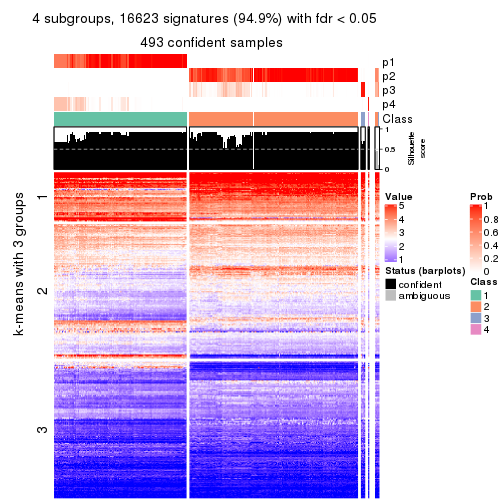 4 subgroups, 16623 signatures (94.9%) with fdr < 0.05
493 confident samples
p1
p2
p3
p4
Class
1
0.5
0
Silhouette
score
k-means with 3 groups
1
2
3
Value
5
4
3
2
1
Status (barplots)
confident
ambiguous
Prob
1
0.8
0.6
0.4
0.2
0
Class
1
2
3
4